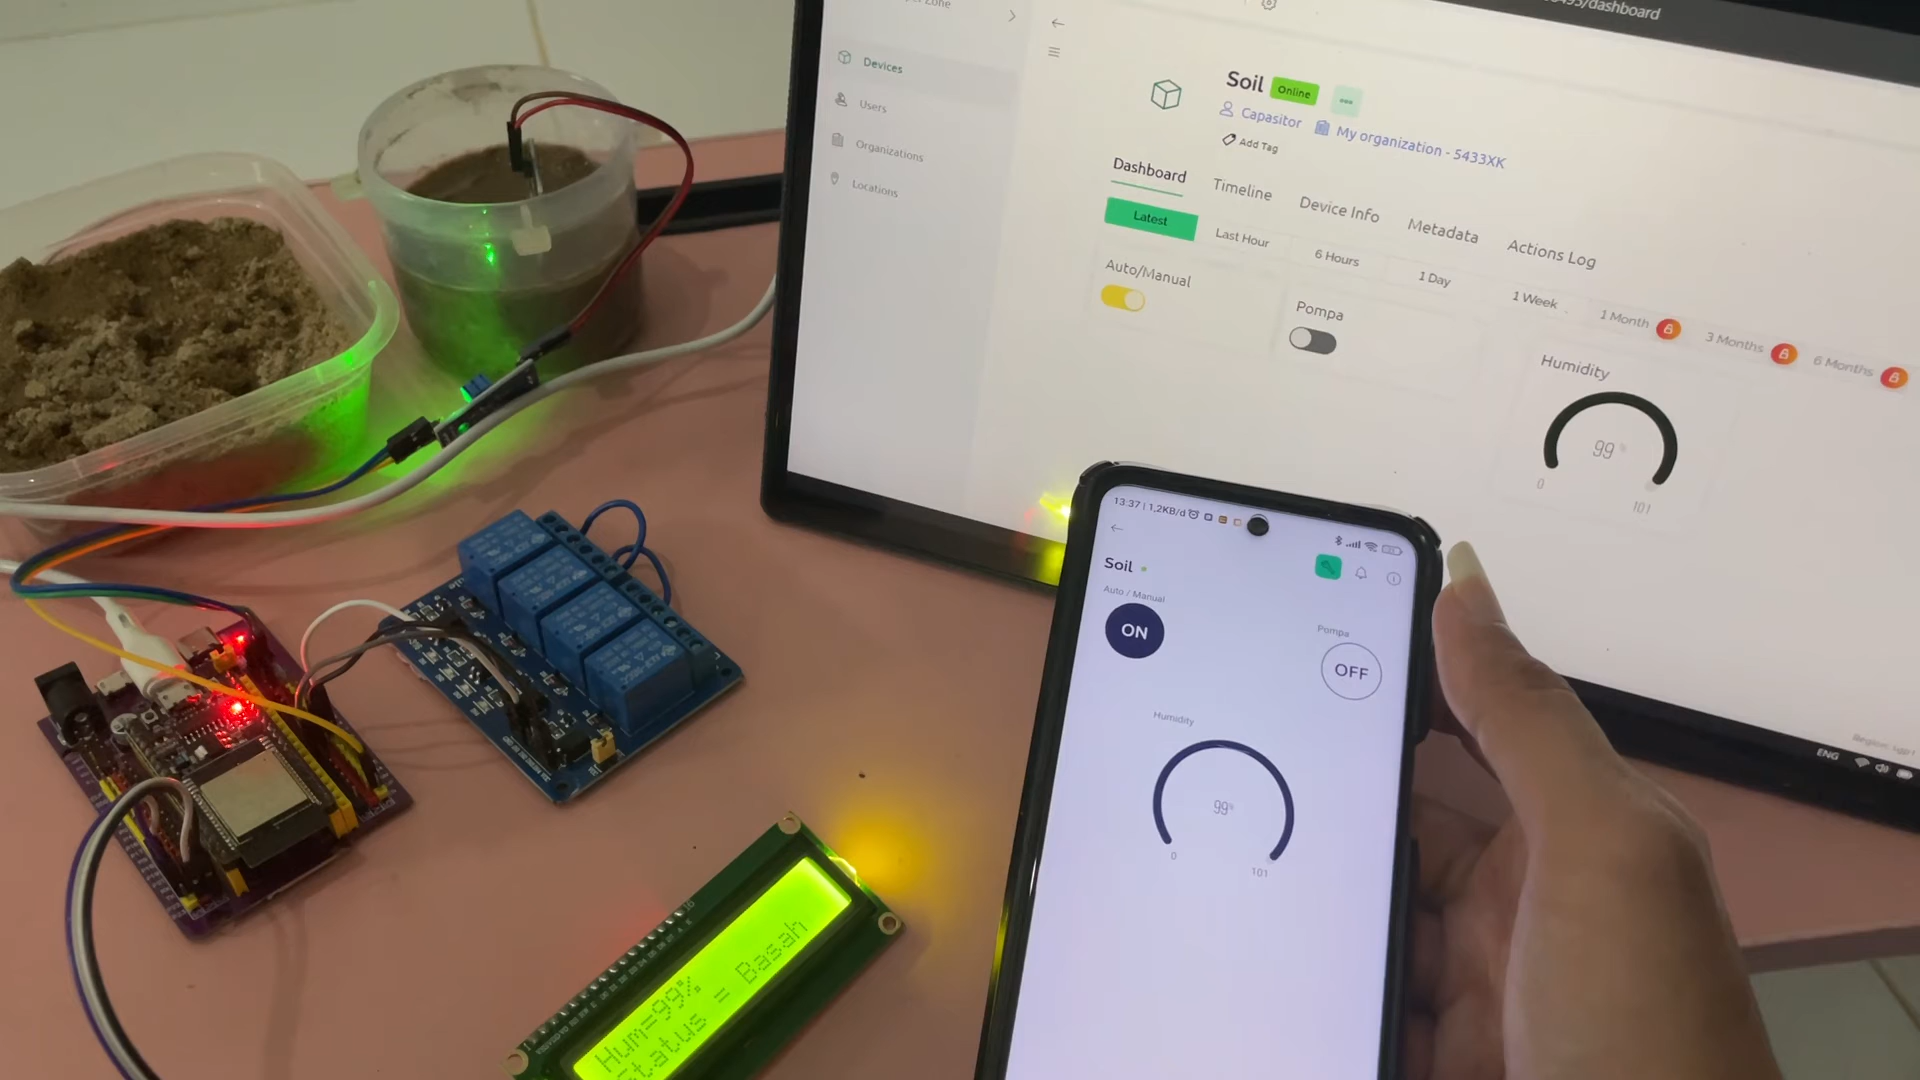 /dashboard
Zone
Devices
Users
Organizations
Locations
Soil Online
Capasitor My organization - 5433XK
Add Tag
Dashboard Timeline Device Info Metadata Actions Log
Latest Last Hour 6 Hours 1 Day 1 Week 1 Month 3 Months 6 Months
Auto/Manual
Pompa
Humidity
99
0
101
ENG
13:37 | 1,2KB/d
Soil
Auto / Manual
ON
Pompa
OFF
Humidity
99%
0
101
Hum=99%
Status = Basah